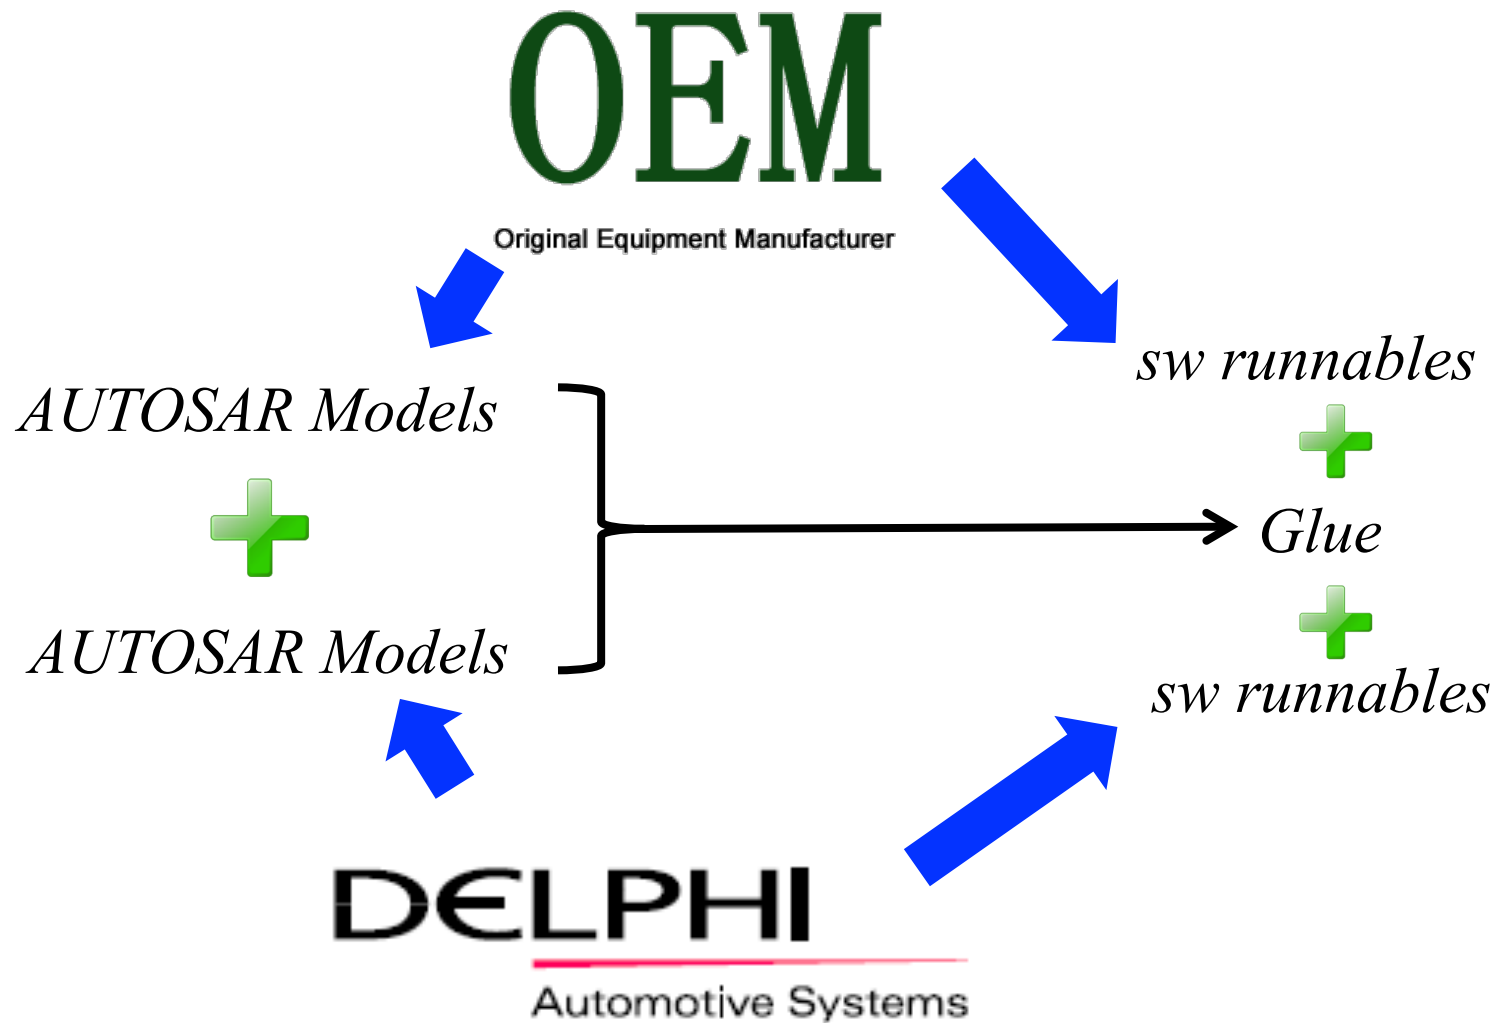 OEM
Original Equipment Manufacturer
sw runnables
AUTOSAR Models
Glue
AUTOSAR Models
sw runnables
DELPHI
Automotive Systems